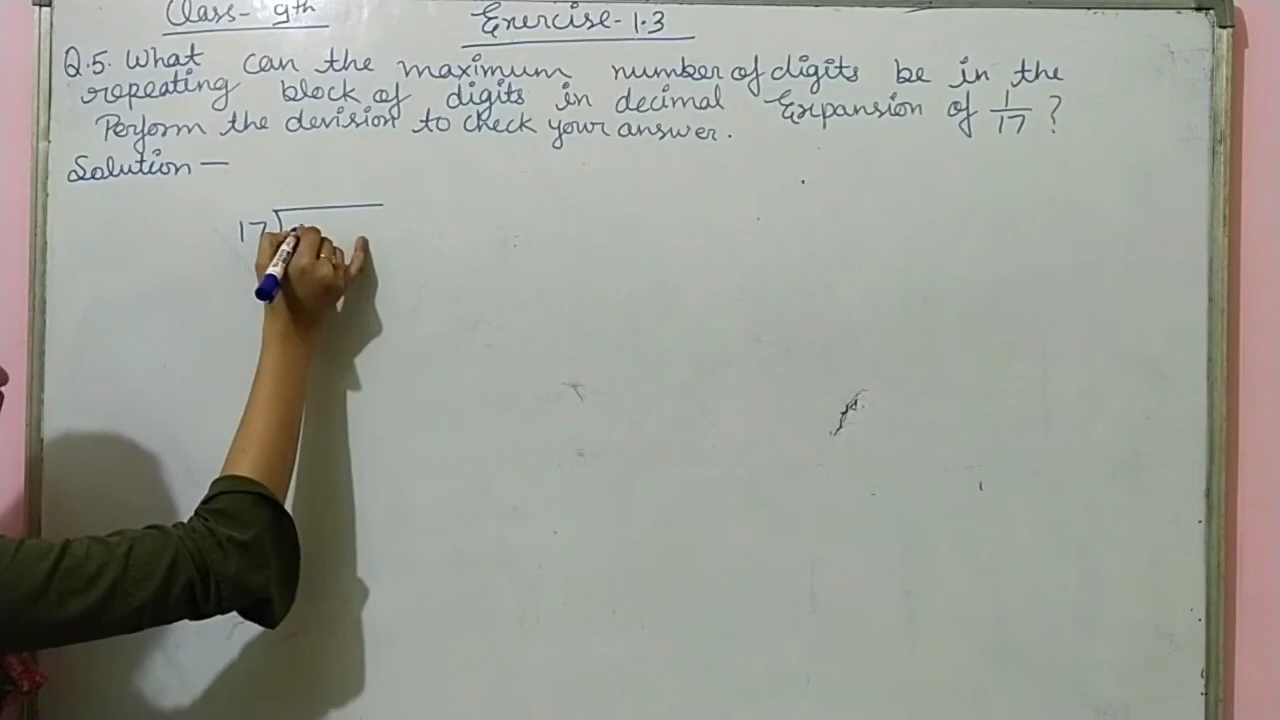 Class- 9th
Exercise-1.3
Q.5. What can the maximum number of digits be in the
repeating block of digits in decimal Expansion of 1/17 ?
Perform the devision to check your answer.
Solution —
17